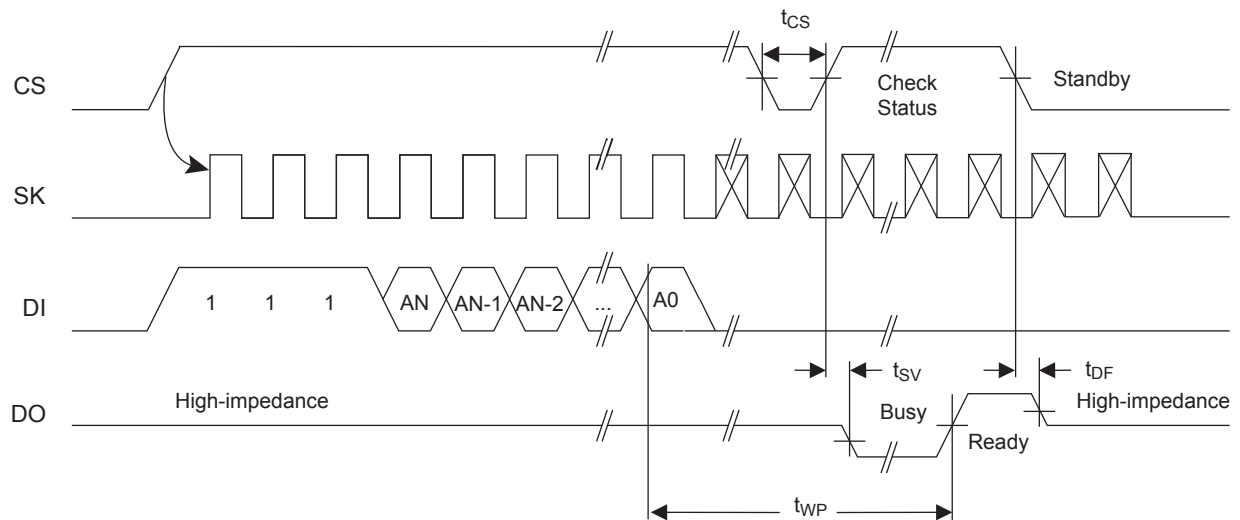 tCS
CS
Check
Status
Standby
SK
DI
1 1 1 AN AN-1 AN-2 ... A0
tSV
tDF
DO
High-impedance
Busy
Ready
High-impedance
tWP